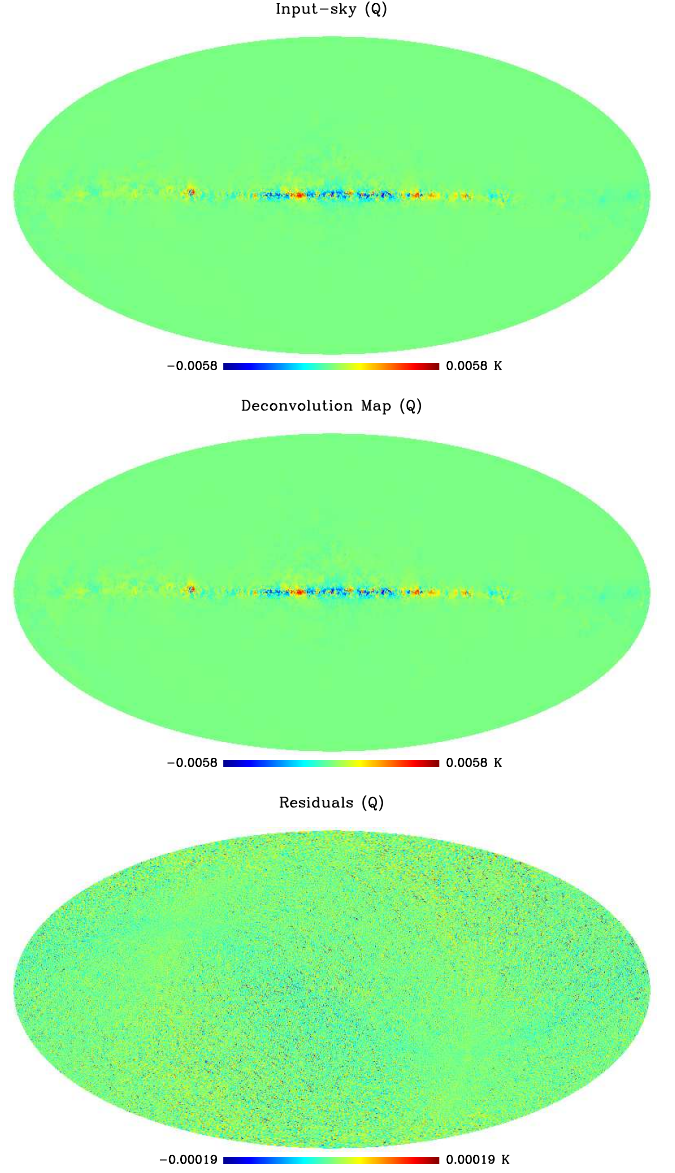 Input-sky (Q)
-0.0058 0.0058 K
Deconvolution Map (Q)
-0.0058 0.0058 K
Residuals (Q)
-0.00019 0.00019 K